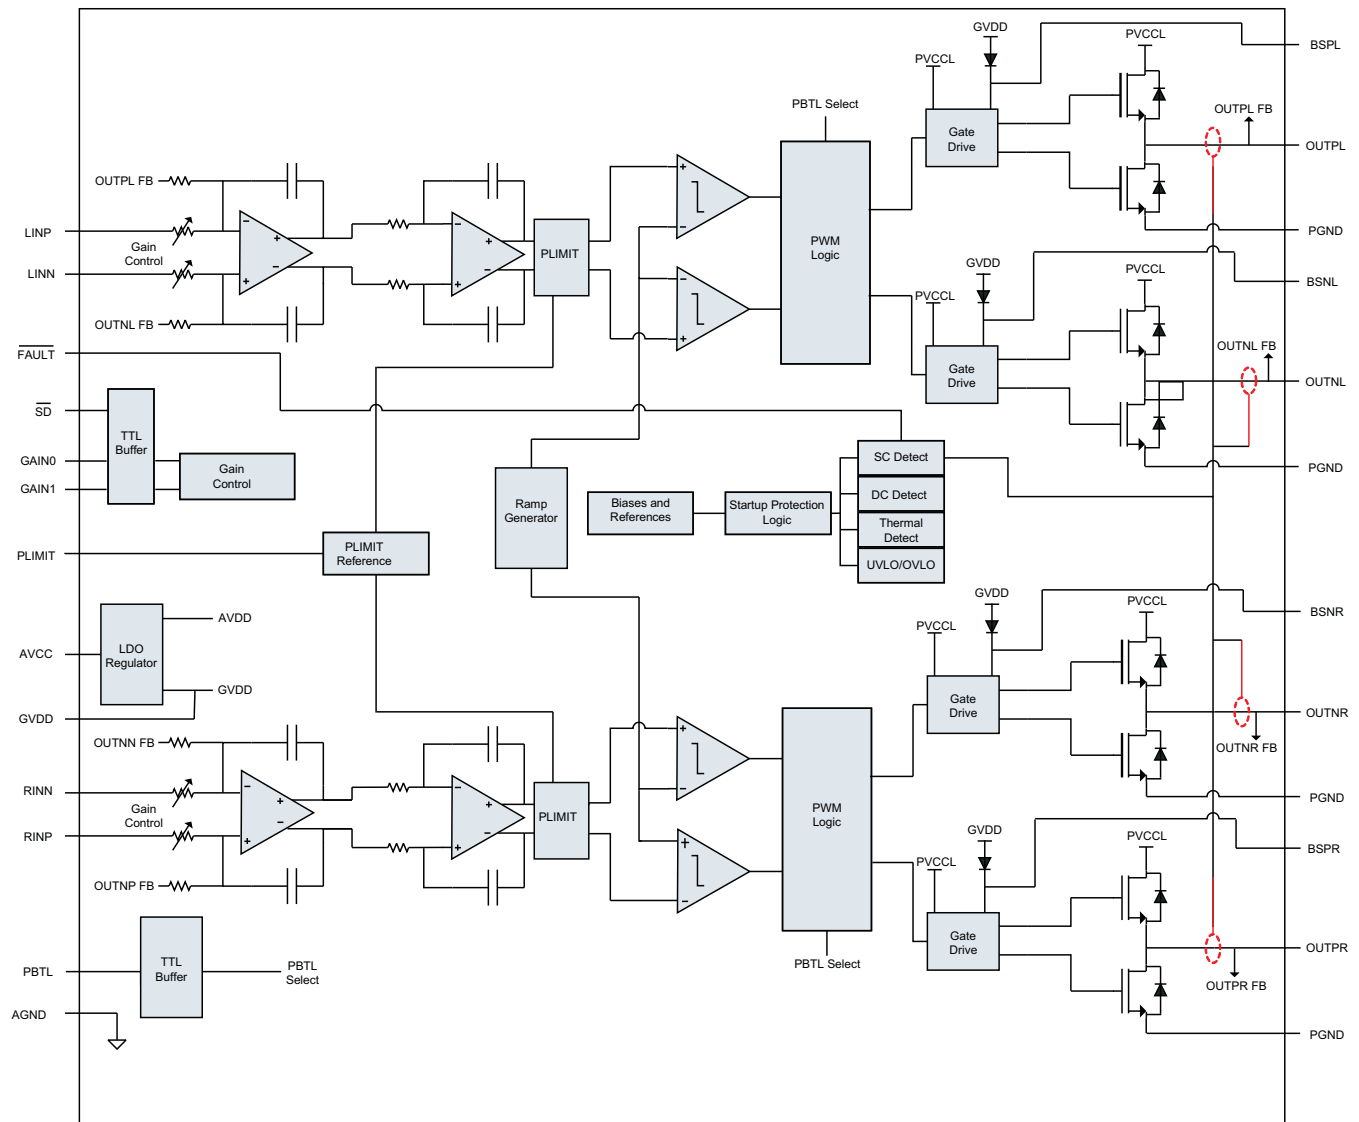 GVDD
PVCCL
BSPL
PVCCL
PBTL Select
OUTPL FB
Gate
Drive
OUTPL
OUTPL FB
LINP
Gain
Control
PLIMIT
PWM
Logic
PGND
LINN
GVDD
PVCCL
BSNL
PVCCL
OUTNL FB
OUTNL FB
FAULT
Gate
Drive
OUTNL
SD
TTL
Buffer
GAIN0
Gain
Control
GAIN1
SC Detect
PGND
Ramp
Generator
Biases and
References
Startup Protection
Logic
DC Detect
Thermal
Detect
UVLO/OVLO
PLIMIT
PLIMIT
Reference
GVDD
PVCCL
BSNR
PVCCL
AVDD
AVCC
LDO
Regulator
GVDD
GVDD
Gate
Drive
OUTNR
OUTNN FB
OUTNR FB
RINN
Gain
Control
PLIMIT
PWM
Logic
PGND
RINP
GVDD
PVCCL
BSPR
PVCCL
OUTNP FB
Gate
Drive
OUTPR
PBTL Select
PBTL
TTL
Buffer
PBTL
Select
OUTPR FB
AGND
PGND